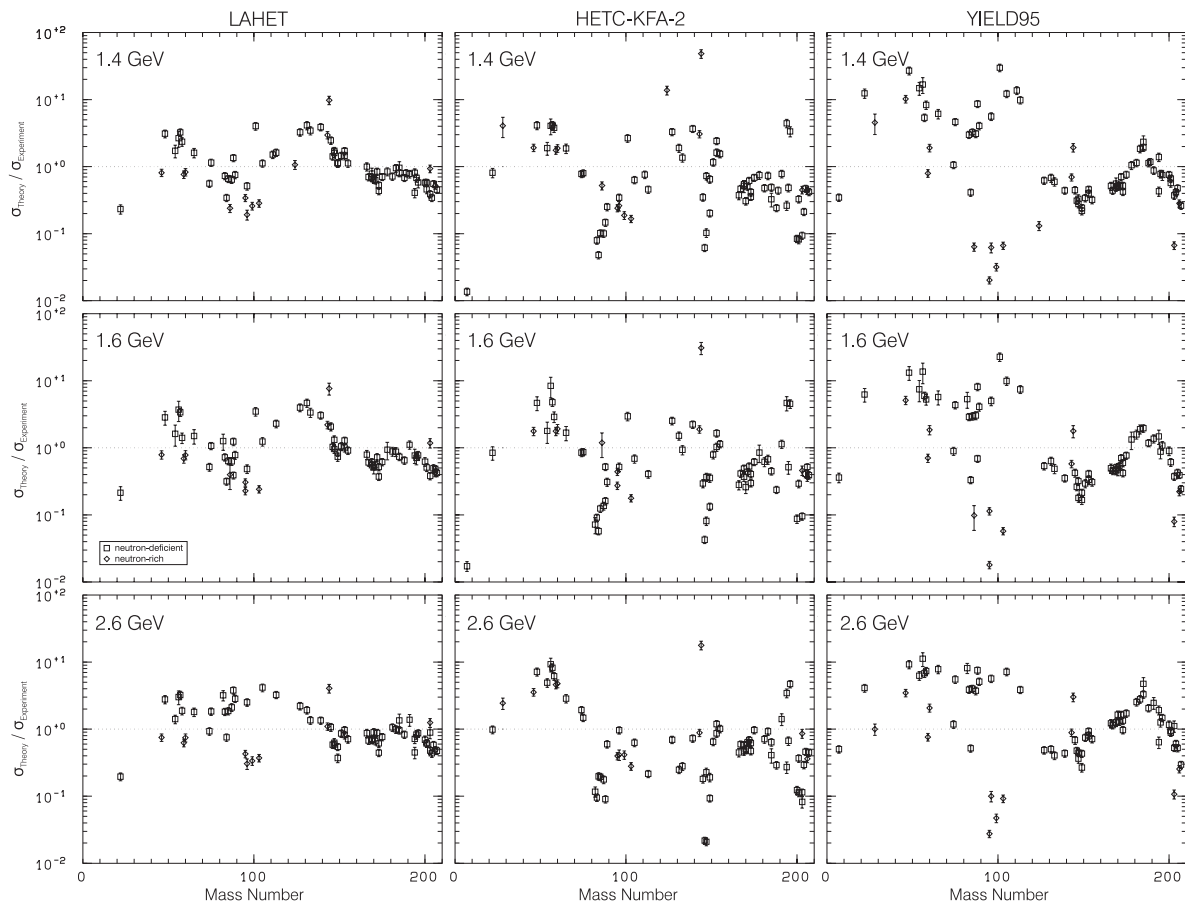 LAHET HETC-KFA-2 YIELD95
10+2
10+1
10+0
10-1
10-2
σTheory / σExperiment
1.4 GeV 1.4 GeV 1.4 GeV
10+2
10+1
10+0
10-1
10-2
σTheory / σExperiment
1.6 GeV 1.6 GeV 1.6 GeV
neutron-deficient
neutron-rich
10+2
10+1
10+0
10-1
10-2
σTheory / σExperiment
2.6 GeV 2.6 GeV 2.6 GeV
0 100 200 0 100 200 0 100 200
Mass Number Mass Number Mass Number